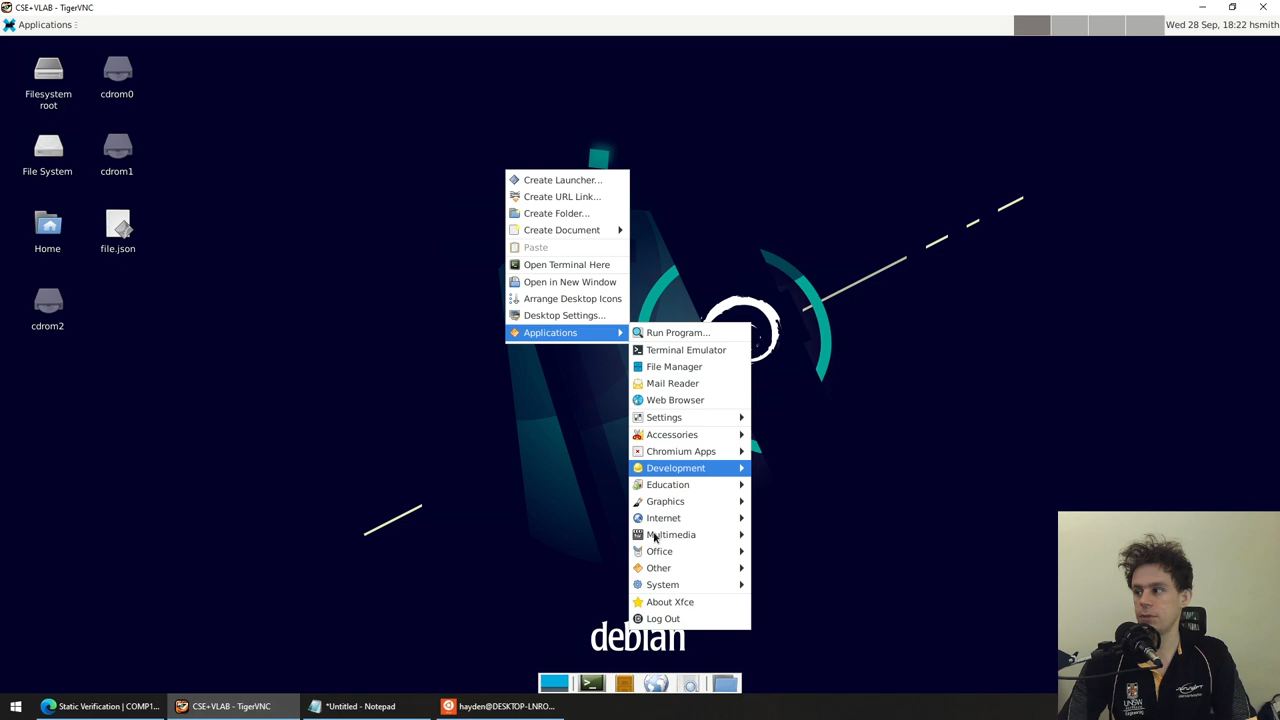 CSE+VLAB - TigerVNC
Applications
Wed 28 Sep, 18:22 hsmith
Filesystem
root
cdrom0
File System
cdrom1
Home
file.json
cdrom2
Create Launcher...
Create URL Link...
Create Folder...
Create Document
Paste
Open Terminal Here
Open in New Window
Arrange Desktop Icons
Desktop Settings...
Applications
Run Program...
Terminal Emulator
File Manager
Mail Reader
Web Browser
Settings
Accessories
Chromium Apps
Development
Education
Graphics
Internet
Multimedia
Office
Other
System
About Xfce
Log Out
debian
UNSW
Static Verification | COMP1...
CSE+VLAB - TigerVNC
*Untitled - Notepad
hayden@DESKTOP-LNRO...